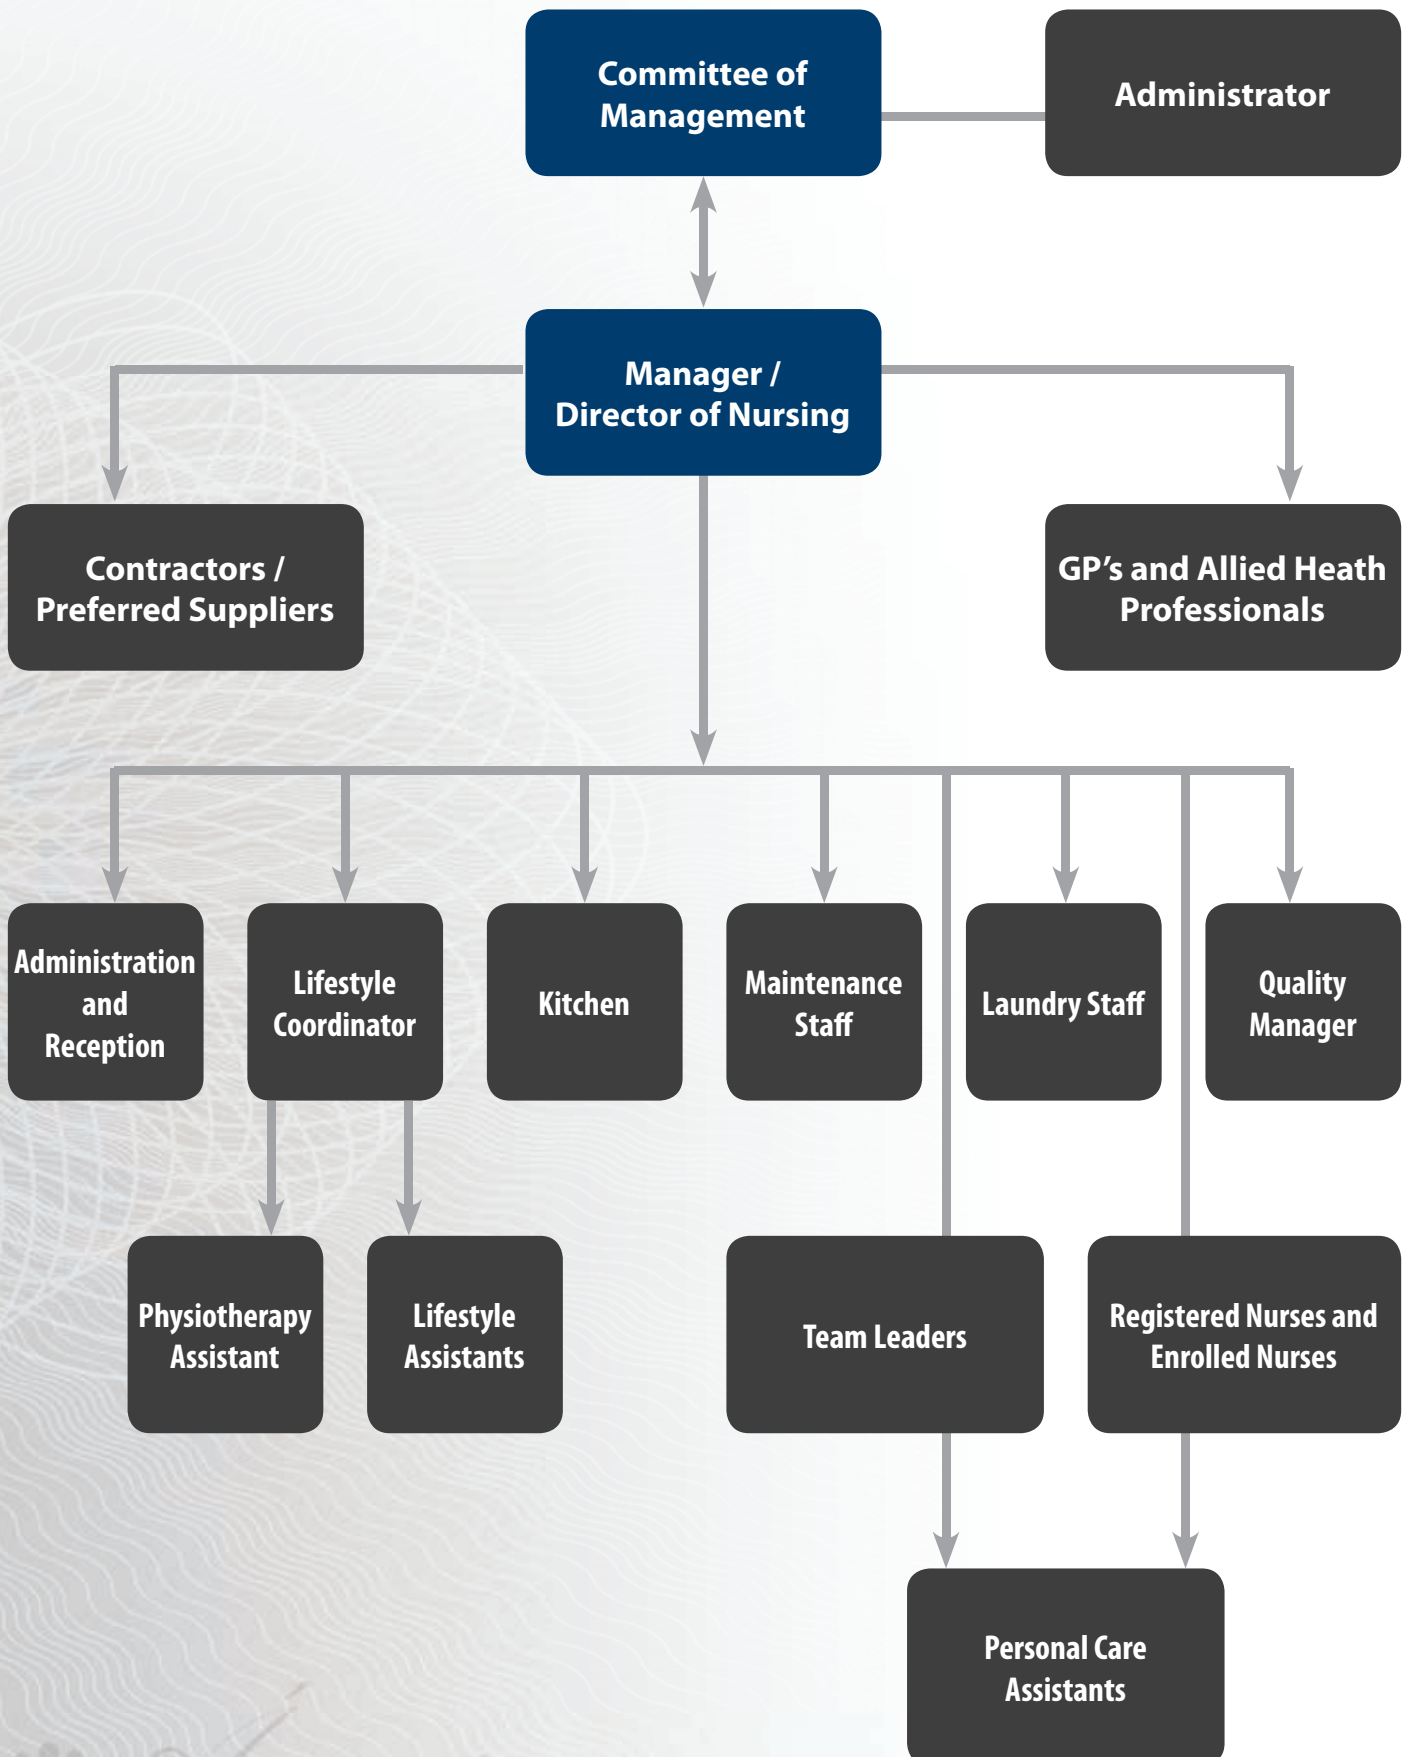 Committee of
Management
Administrator
Manager /
Director of Nursing
Contractors /
Preferred Suppliers
GP’s and Allied Heath
Professionals
Administration
and
Reception
Lifestyle
Coordinator
Kitchen
Maintenance
Staff
Laundry Staff
Quality
Manager
Physiotherapy
Assistant
Lifestyle
Assistants
Team Leaders
Registered Nurses and
Enrolled Nurses
Personal Care
Assistants